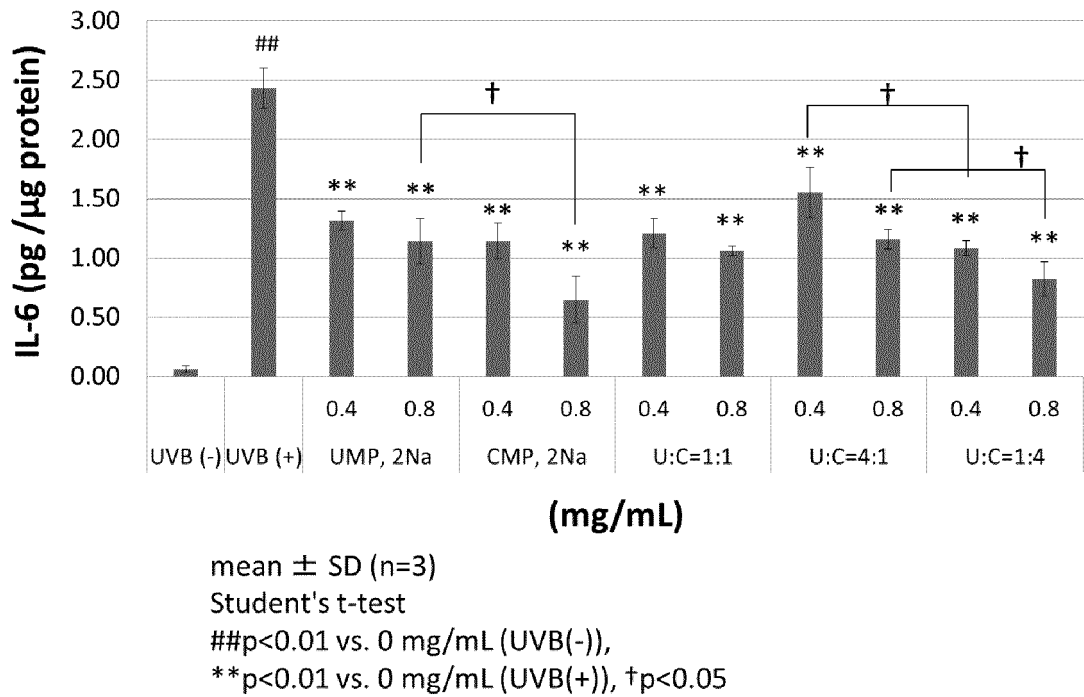 IL-6 (pg /μg protein)
3.00
2.50
2.00
1.50
1.00
0.50
0.00
##
**
**
**
**
**
**
**
**
**
**
†
†
†
0.4 0.8 0.4 0.8 0.4 0.8 0.4 0.8 0.4 0.8
UVB (-) UVB (+) UMP, 2Na CMP, 2Na U:C=1:1 U:C=4:1 U:C=1:4
(mg/mL)
mean ± SD (n=3)
Student's t-test
##p<0.01 vs. 0 mg/mL (UVB(-)),
**p<0.01 vs. 0 mg/mL (UVB(+)), †p<0.05